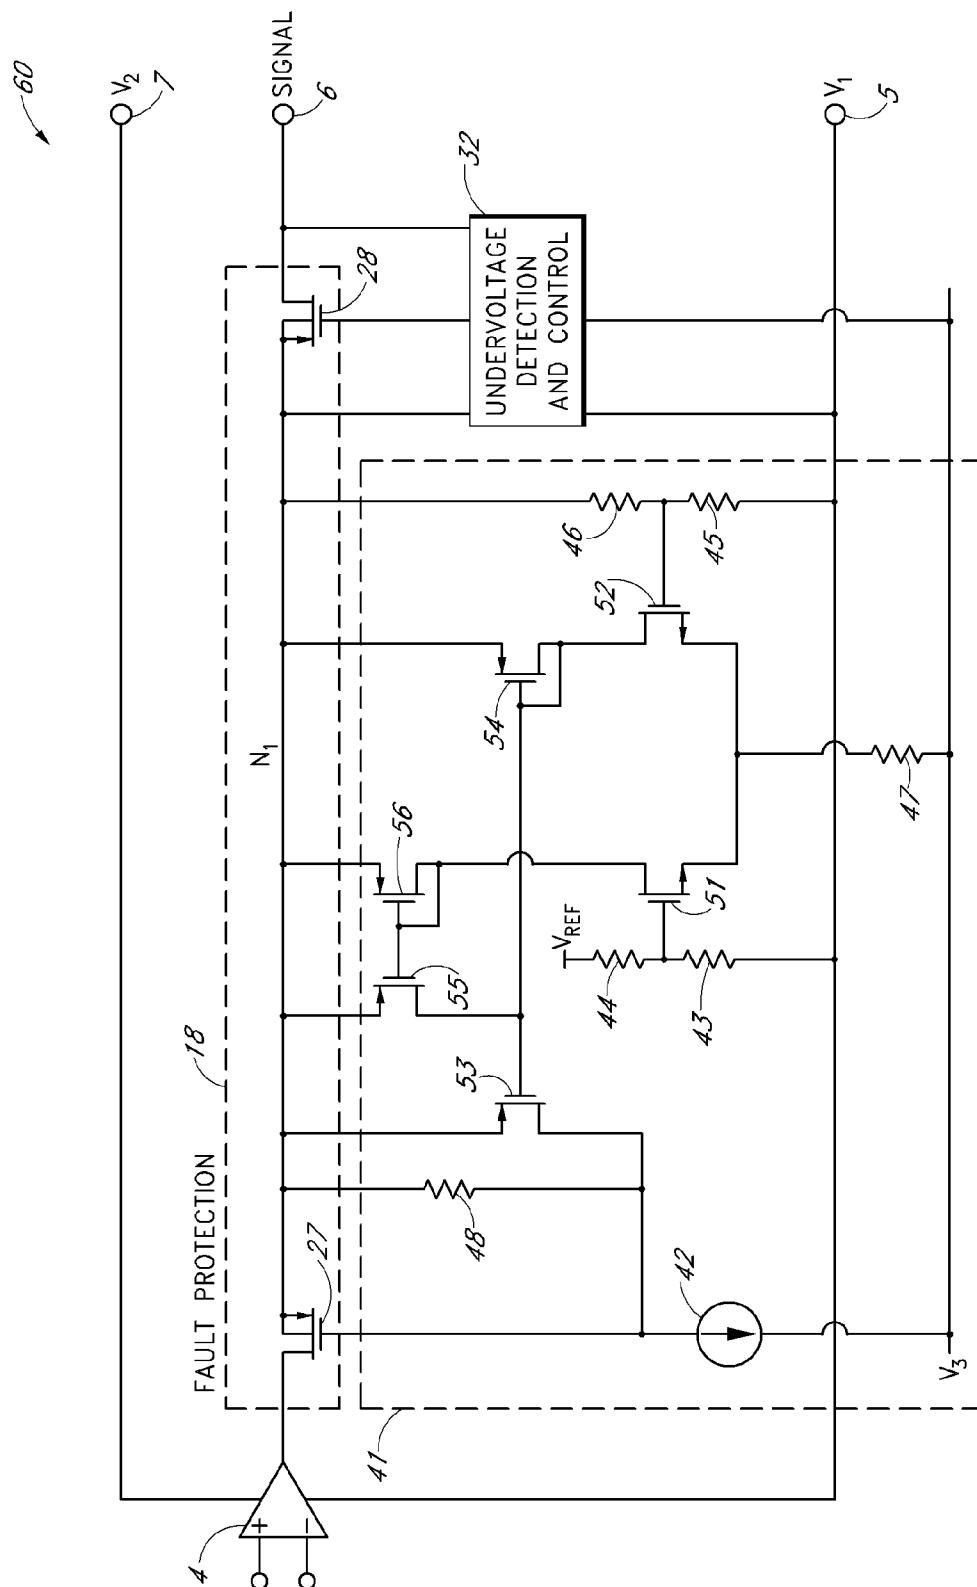 60
V2
7
SIGNAL
6
V1
5
32
UNDERVOLTAGE
DETECTION
AND CONTROL
28
FAULT PROTECTION
18
N1
27
46
45
52
54
56
55
51
VREF
44
43
47
53
48
42
41
V3
4
+
−